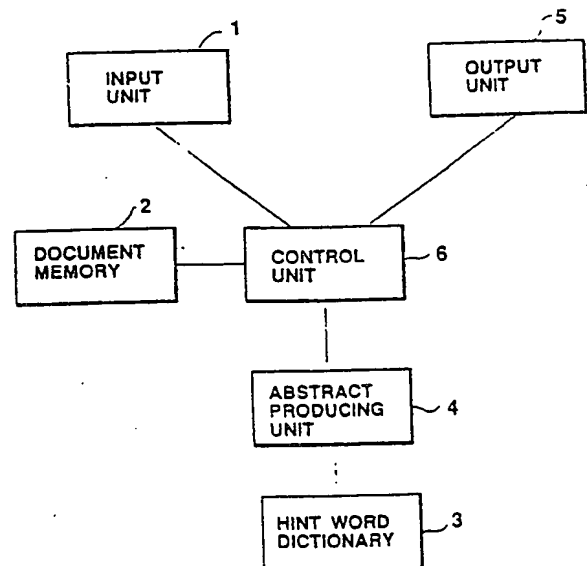 1
5
INPUT
UNIT
OUTPUT
UNIT
2
DOCUMENT
MEMORY
CONTROL
UNIT
6
ABSTRACT
PRODUCING
UNIT
4
HINT WORD
DICTIONARY
3